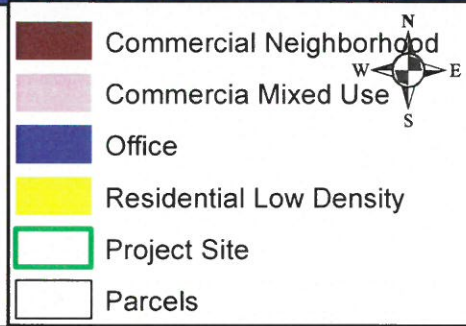 N
Commercial Neighborhood
W E
Commercia Mixed Use
S
Office
Residential Low Density
Project Site
Parcels